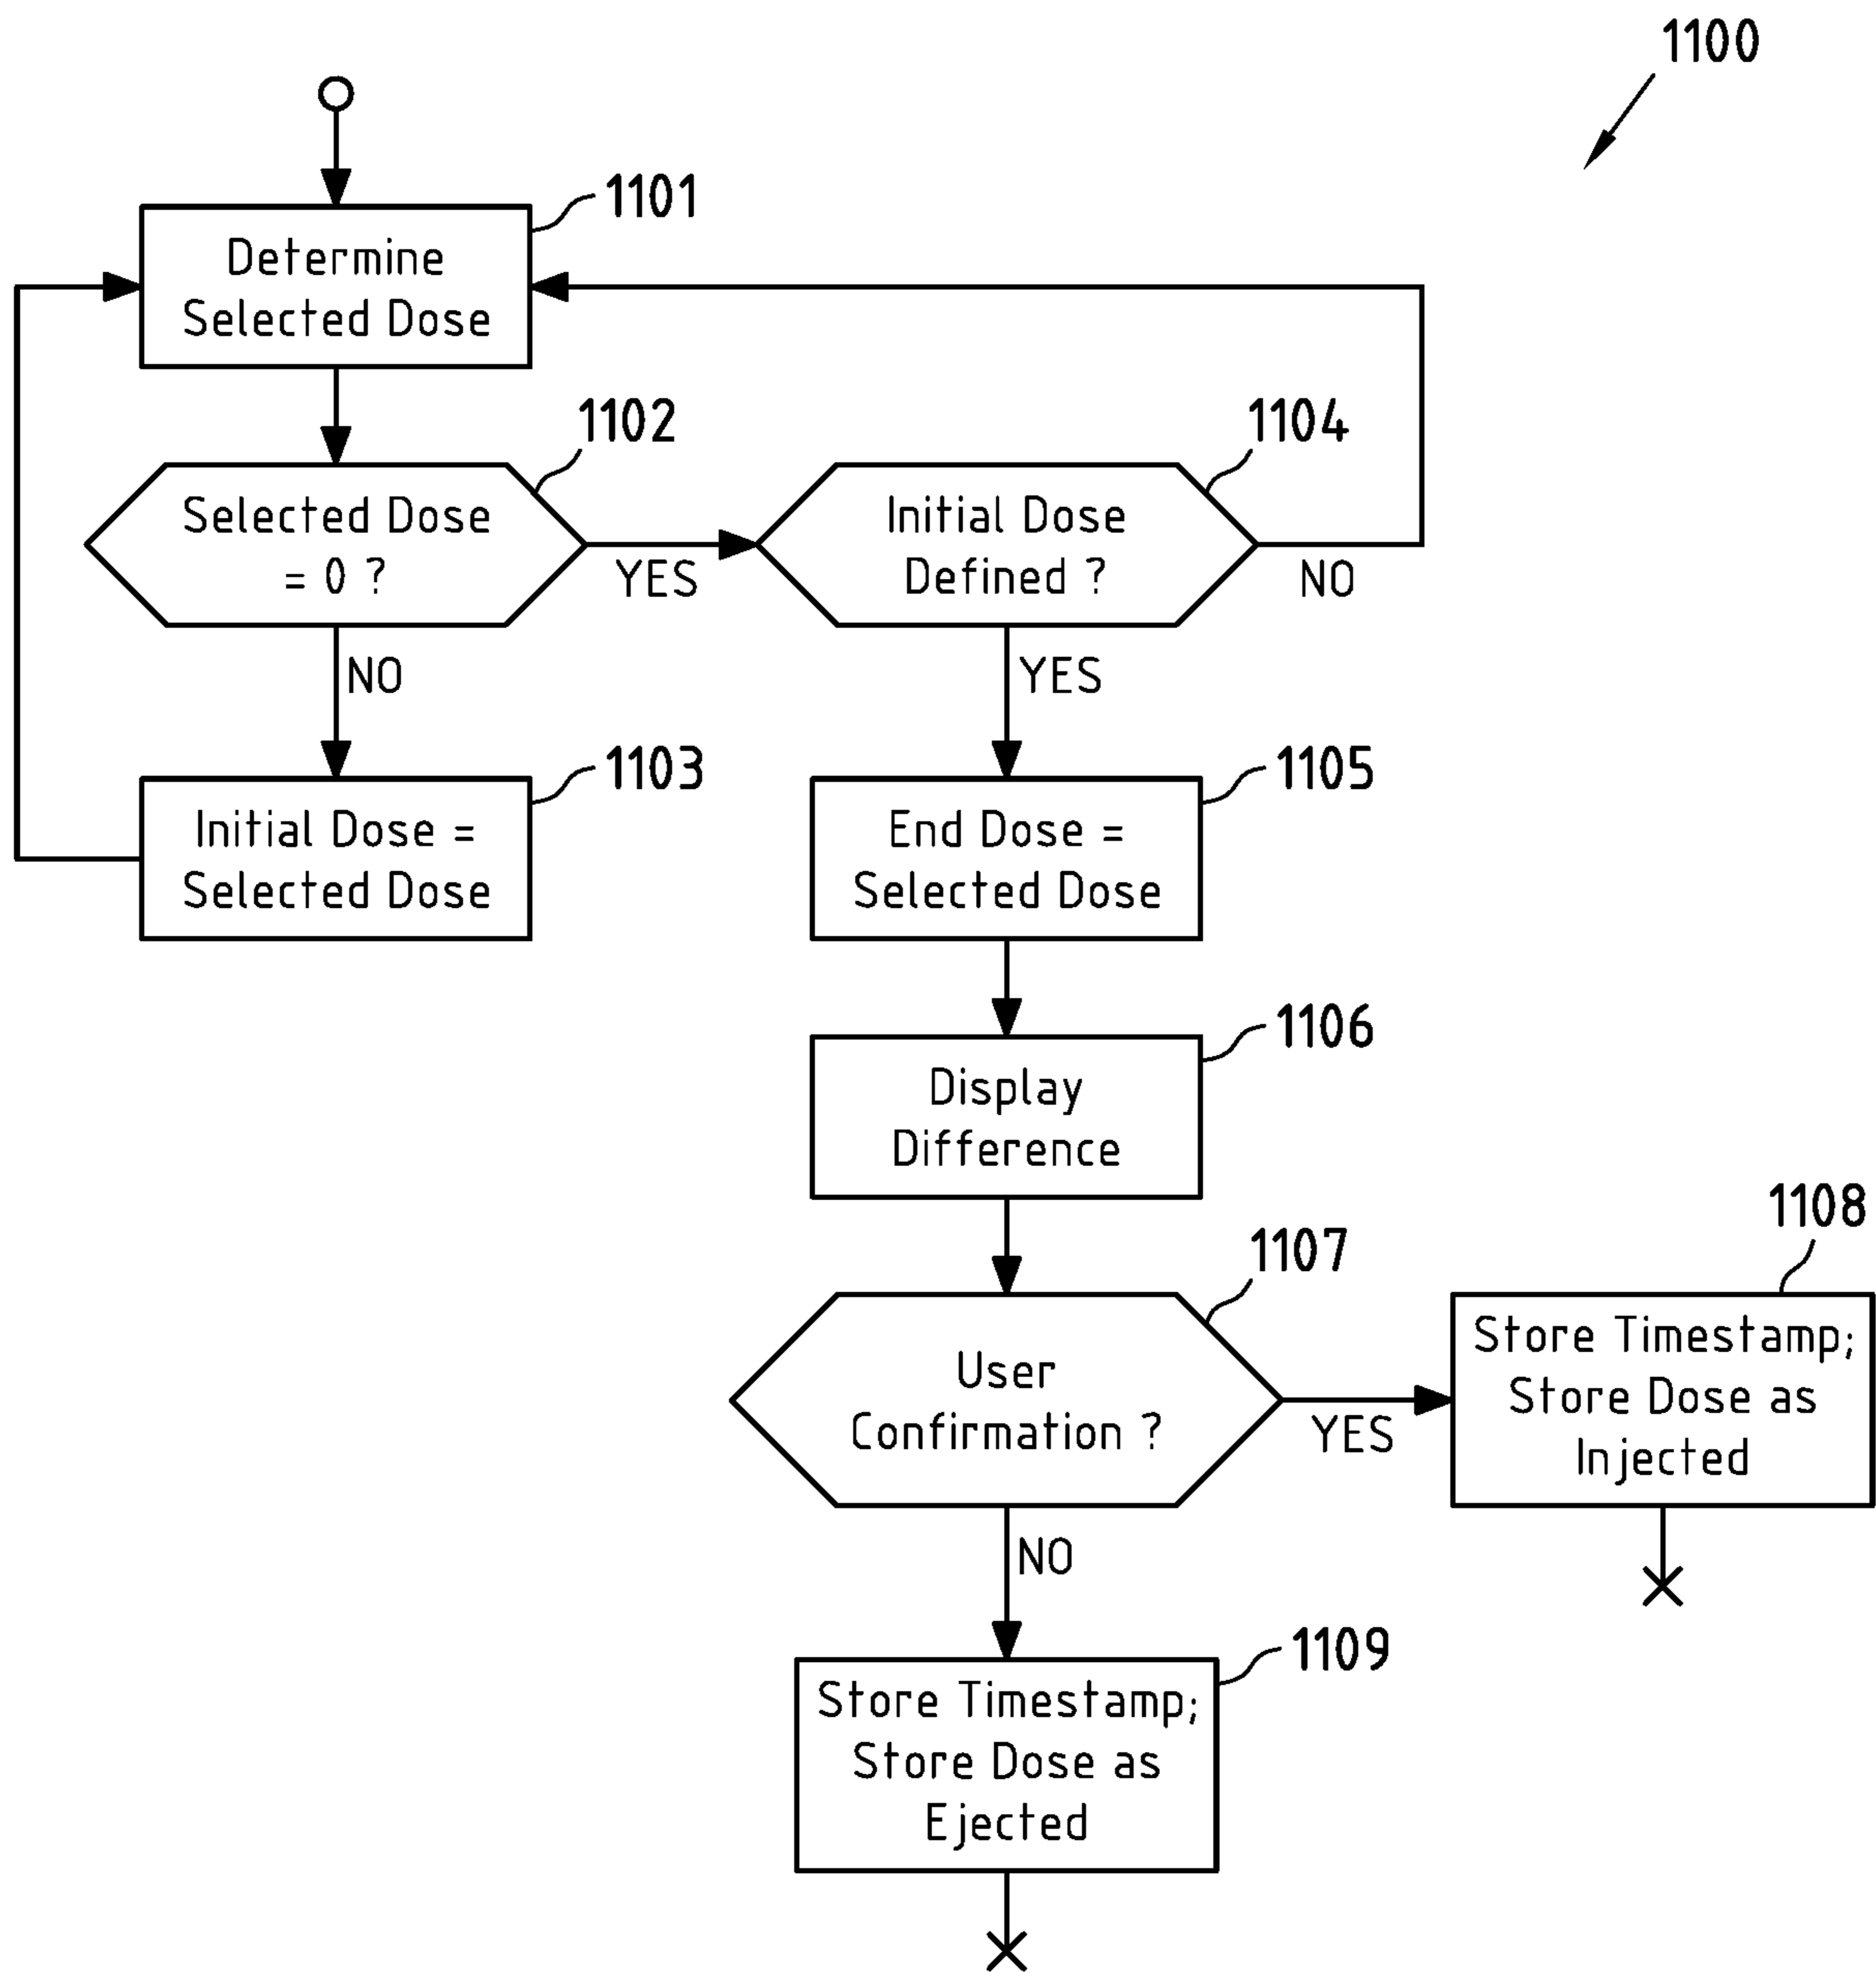 1100
1101
Determine
Selected Dose
1102
Selected Dose
= 0 ?
YES
NO
1104
Initial Dose
Defined ?
NO
YES
1103
Initial Dose =
Selected Dose
1105
End Dose =
Selected Dose
1106
Display
Difference
1107
User
Confirmation ?
YES
NO
1108
Store Timestamp;
Store Dose as
Injected
1109
Store Timestamp;
Store Dose as
Ejected